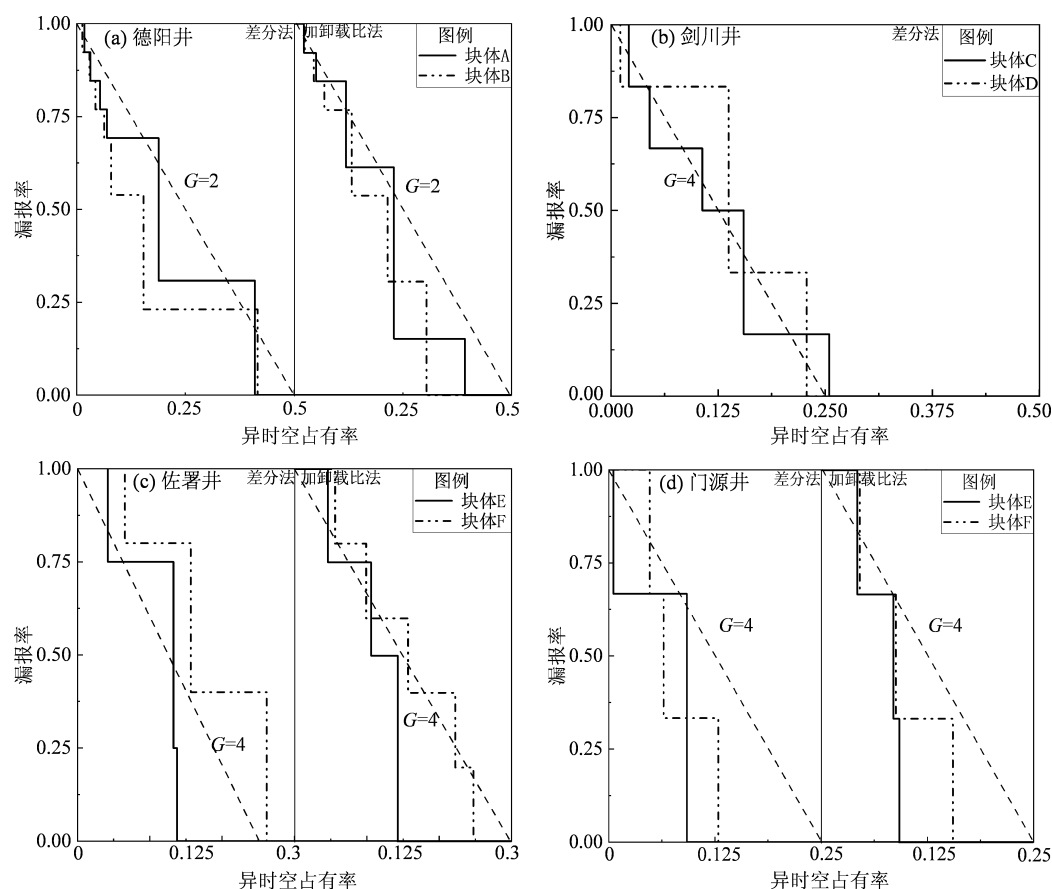 (a) 德阳井
差分法
加卸载比法
图例
块体A
块体B
G=2
G=2
漏报率
1.00
0.75
0.50
0.25
0.00
0
0.25
0.5
0.25
0.5
异时空占有率
(b) 剑川井
差分法
图例
块体C
块体D
G=4
漏报率
1.00
0.75
0.50
0.25
0.00
0.000
0.125
0.250
0.375
0.50
异时空占有率
(c) 佐署井
差分法
加卸载比法
图例
块体E
块体F
G=4
G=4
漏报率
1.00
0.75
0.50
0.25
0.00
0
0.125
0.3
0.125
0.3
异时空占有率
(d) 门源井
差分法
加卸载比法
图例
块体E
块体F
G=4
G=4
漏报率
1.00
0.75
0.50
0.25
0.00
0
0.125
0.25
0.125
0.25
异时空占有率